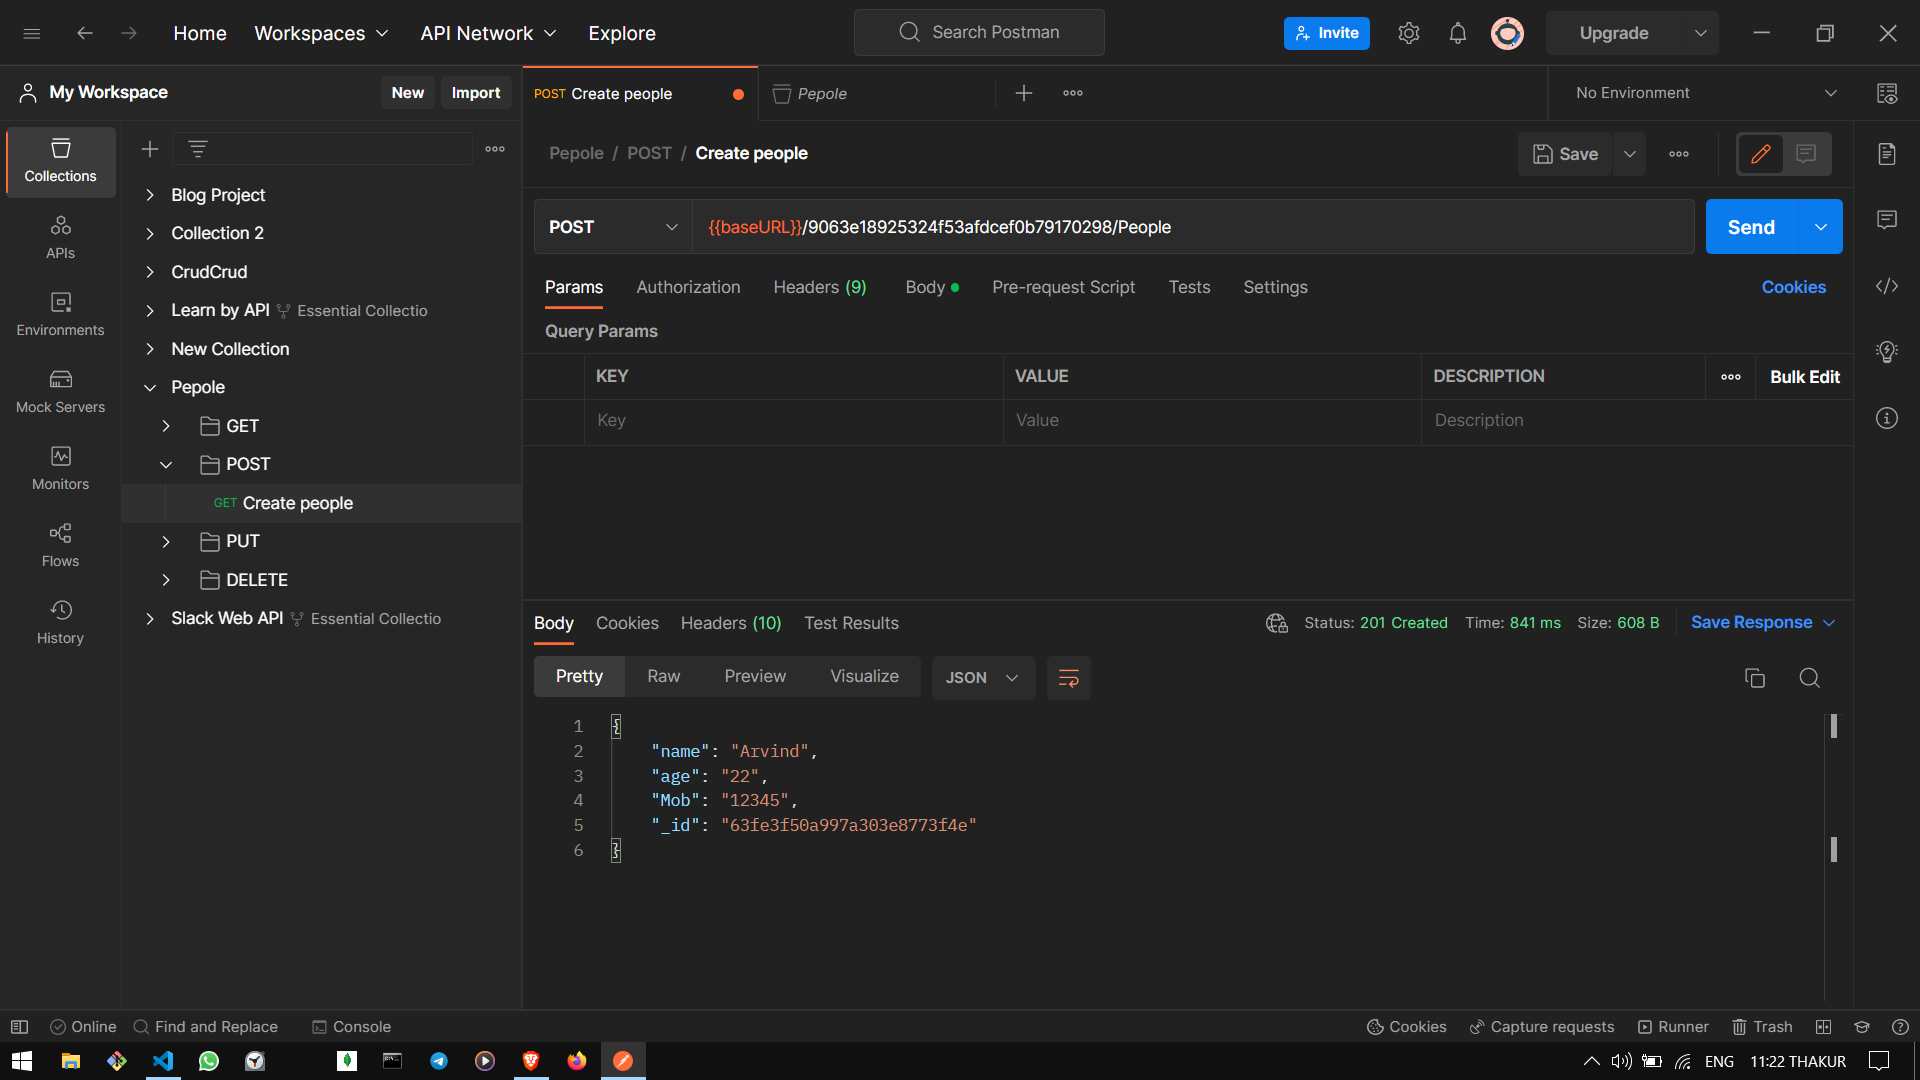 Home Workspaces API Network Explore Search Postman Invite Upgrade
My Workspace New Import POST Create people Pepole No Environment
Collections
APIs
Environments
Mock Servers
Monitors
Flows
History
Blog Project
Collection 2
CrudCrud
Learn by API Essential Collectio
New Collection
Pepole
GET
POST
GET Create people
PUT
DELETE
Slack Web API Essential Collectio
Pepole / POST / Create people Save
POST {{baseURL}}/9063e18925324f53afdcef0b79170298/People Send
Params Authorization Headers (9) Body Pre-request Script Tests Settings Cookies
Query Params
KEY VALUE DESCRIPTION Bulk Edit
Key Value Description
Body Cookies Headers (10) Test Results Status: 201 Created Time: 841 ms Size: 608 B Save Response
Pretty Raw Preview Visualize JSON
1 {
2 "name": "Arvind",
3 "age": "22",
4 "Mob": "12345",
5 "_id": "63fe3f50a997a303e8773f4e"
6 }
Online Find and Replace Console Cookies Capture requests Runner Trash
ENG 11:22 THAKUR